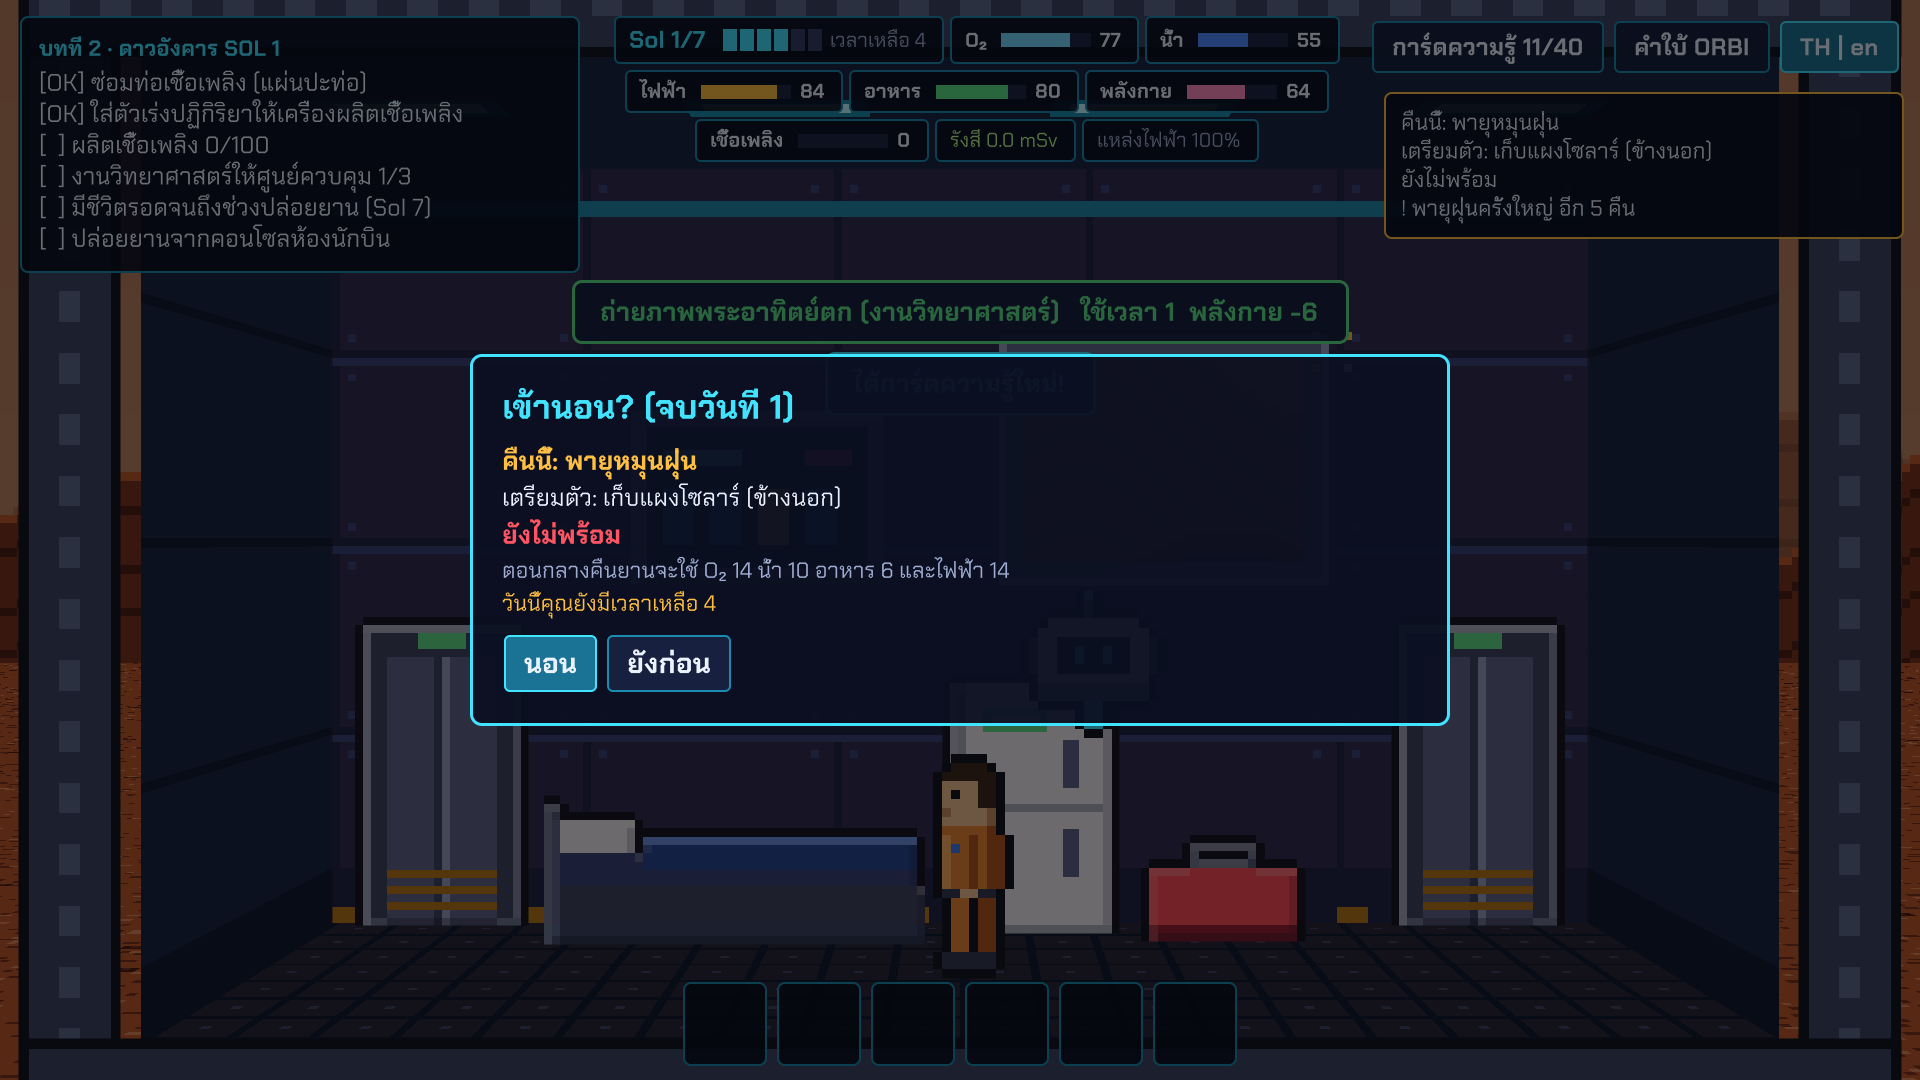 บทที่ 2 · ดาวอังคาร SOL 1
[OK] ซ่อมท่อเชื้อเพลิง (แผ่นปะท่อ)
[OK] ใส่ตัวเร่งปฏิกิริยาให้เครื่องผลิตเชื้อเพลิง
[ ] ผลิตเชื้อเพลิง 0/100
[ ] งานวิทยาศาสตร์ให้ศูนย์ควบคุม 1/3
[ ] มีชีวิตรอดจนถึงช่วงปล่อยยาน (Sol 7)
[ ] ปล่อยยานจากคอนโซลห้องนักบิน
Sol 1/7 เวลาเหลือ 4
O₂ 77
น้ำ 55
ไฟฟ้า 84
อาหาร 80
พลังกาย 64
เชื้อเพลิง 0
รังสี 0.0 mSv
แหล่งไฟฟ้า 100%
การ์ดความรู้ 11/40
คำใบ้ ORBI
TH | en
คืนนี้: พายุหมุนฝุ่น
เตรียมตัว: เก็บแผงโซลาร์ (ข้างนอก)
ยังไม่พร้อม
! พายุฝุ่นครั้งใหญ่ อีก 5 คืน
ถ่ายภาพพระอาทิตย์ตก (งานวิทยาศาสตร์) ใช้เวลา 1 พลังกาย -6
ได้การ์ดความรู้ใหม่!
เข้านอน? (จบวันที่ 1)
คืนนี้: พายุหมุนฝุ่น
เตรียมตัว: เก็บแผงโซลาร์ (ข้างนอก)
ยังไม่พร้อม
ตอนกลางคืนยานจะใช้ O₂ 14 น้ำ 10 อาหาร 6 และไฟฟ้า 14
วันนี้คุณยังมีเวลาเหลือ 4
นอน
ยังก่อน